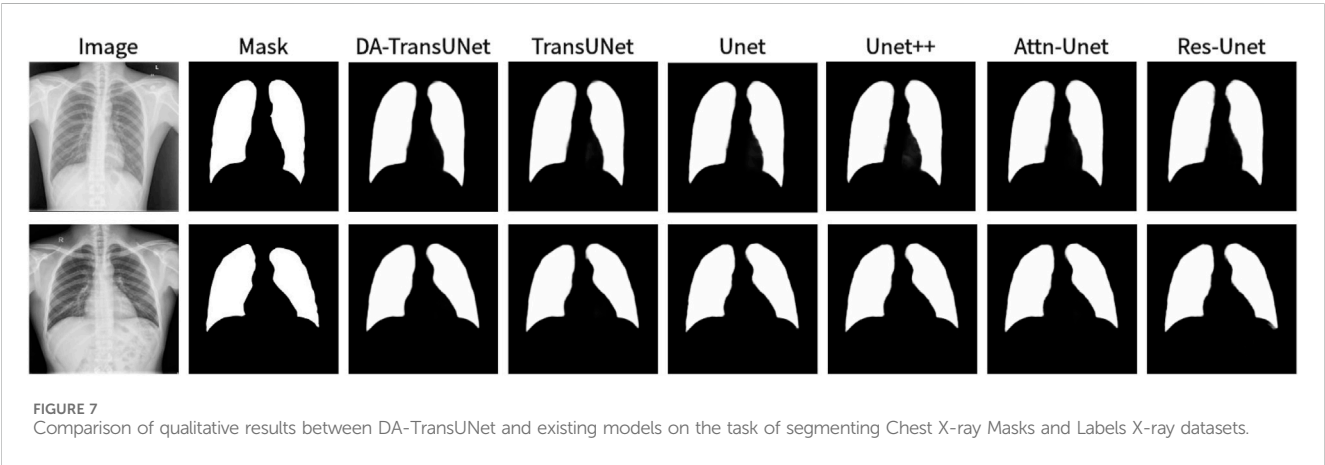 Image Mask DA-TransUNet TransUNet Unet Unet++ Attn-Unet Res-Unet
L
R
FIGURE 7
Comparison of qualitative results between DA-TransUNet and existing models on the task of segmenting Chest X-ray Masks and Labels X-ray datasets.